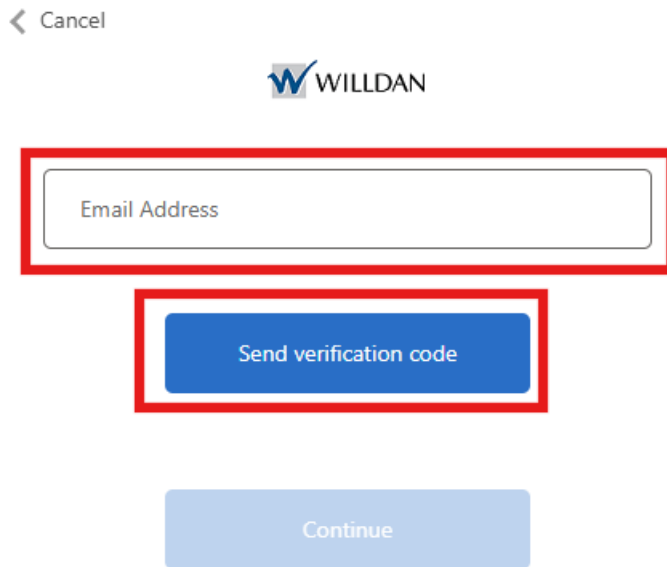 Cancel
WILLDAN
Email Address
Send verification code
Continue